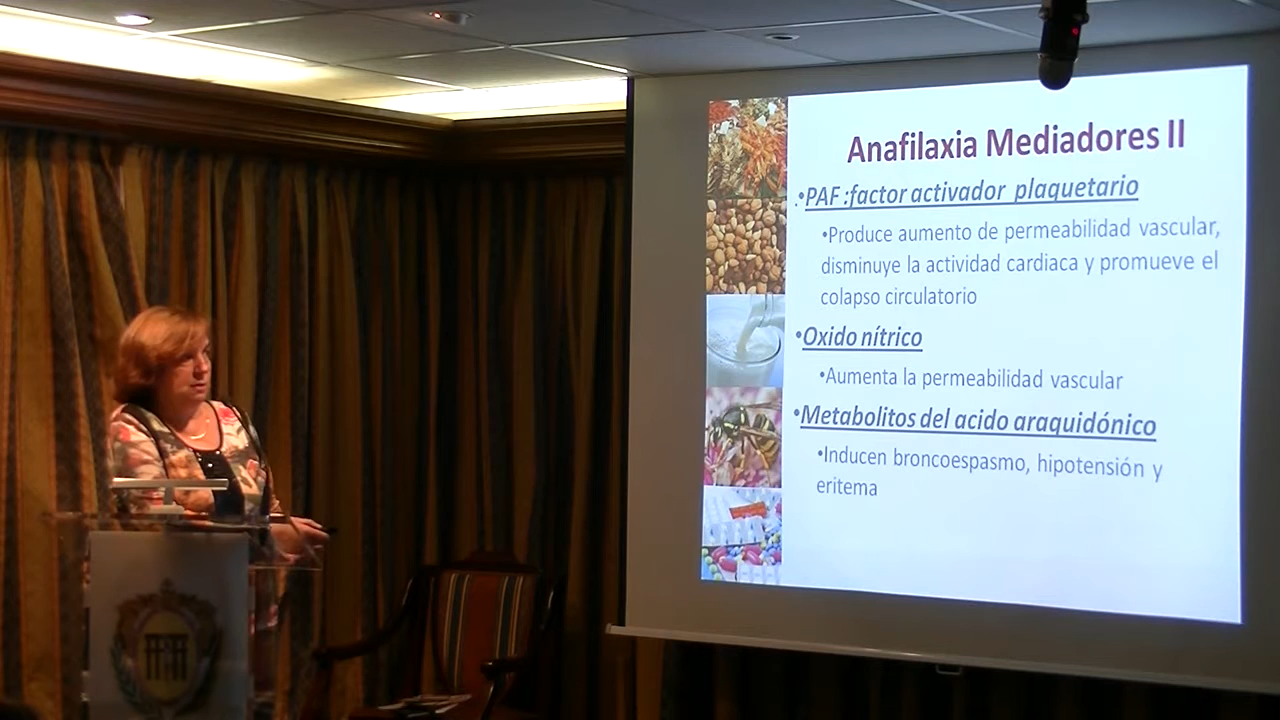 Anafilaxia Mediadores II
.•PAF :factor activador plaquetario
•Produce aumento de permeabilidad vascular,
disminuye la actividad cardiaca y promueve el
colapso circulatorio
•Oxido nítrico
•Aumenta la permeabilidad vascular
•Metabolitos del acido araquidónico
•Inducen broncoespasmo, hipotensión y
eritema